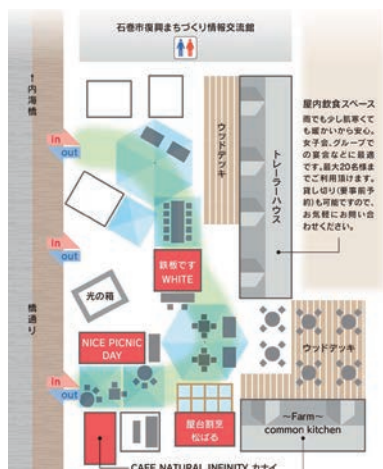 石巻市復興まちづくり情報交流館
↑内海橋
in
out
ウッドデッキ
トレーラーハウス
屋内飲食スペース
雨でも少し肌寒くても暖かいから安心。
女子会、グループでの宴会などに最適です。最大20名様までご利用頂けます。
貸し切り(要事前予約)も可能ですので、お気軽にお問い合わせください。
in
out
鉄板です
WHITE
光の箱
橋通り
NICE PICNIC
DAY
ウッドデッキ
in
out
屋台割烹
松ばる
～Farm～
common kitchen
CAFE NATURAL INFINITY カナイ